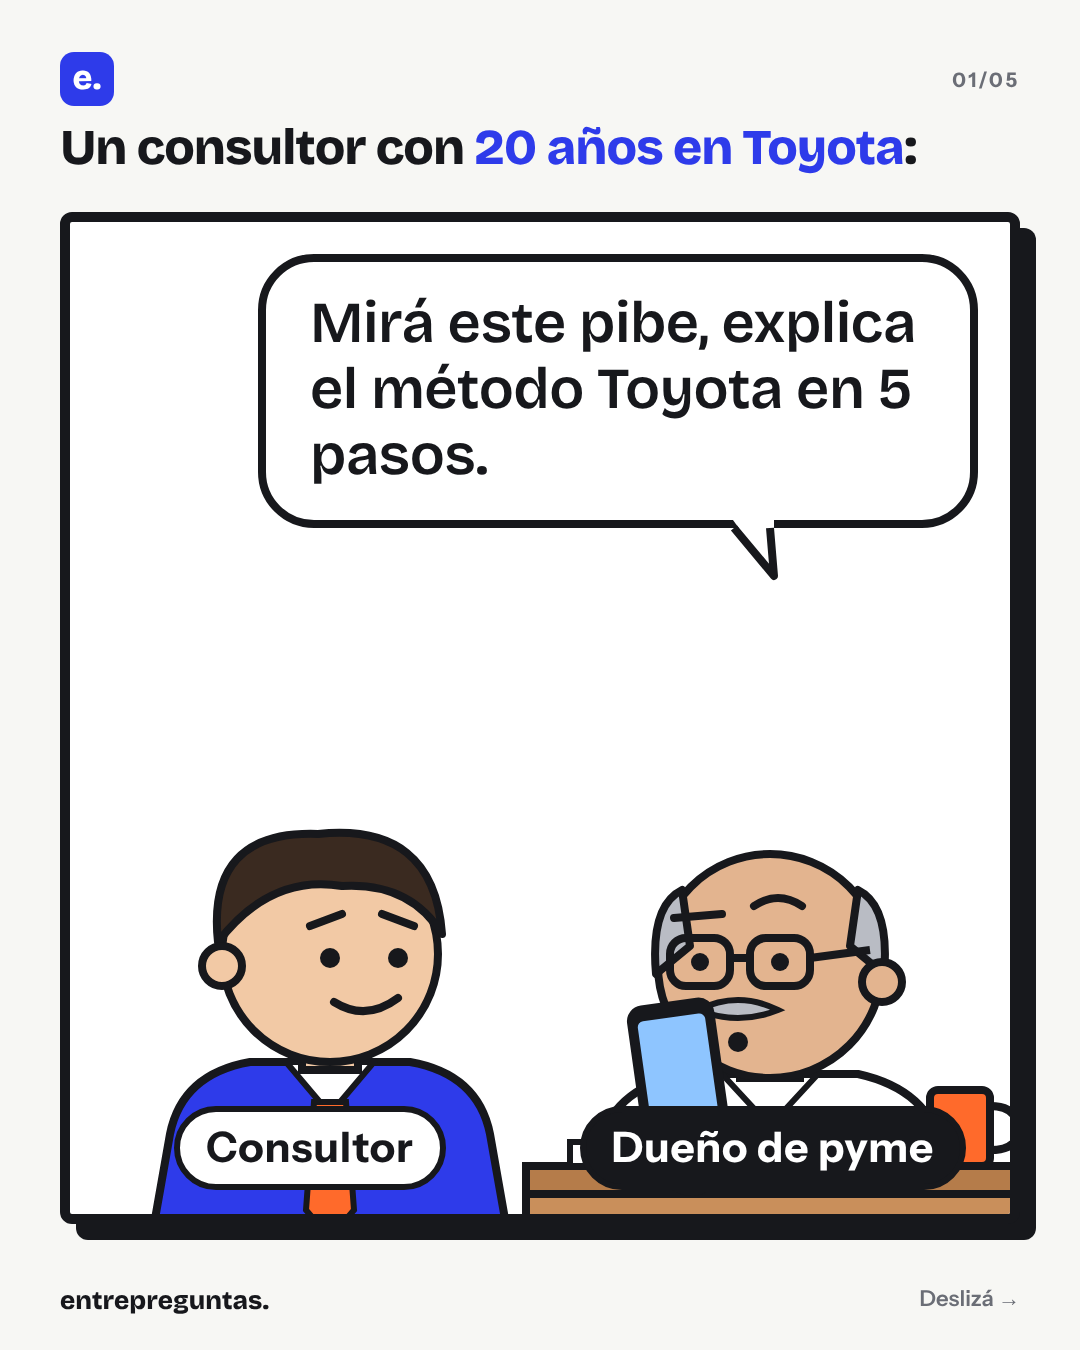 e.
01/05
Un consultor con 20 años en Toyota:
Mirá este pibe, explica
el método Toyota en 5
pasos.
Consultor
Dueño de pyme
entrepreguntas.
Deslizá →